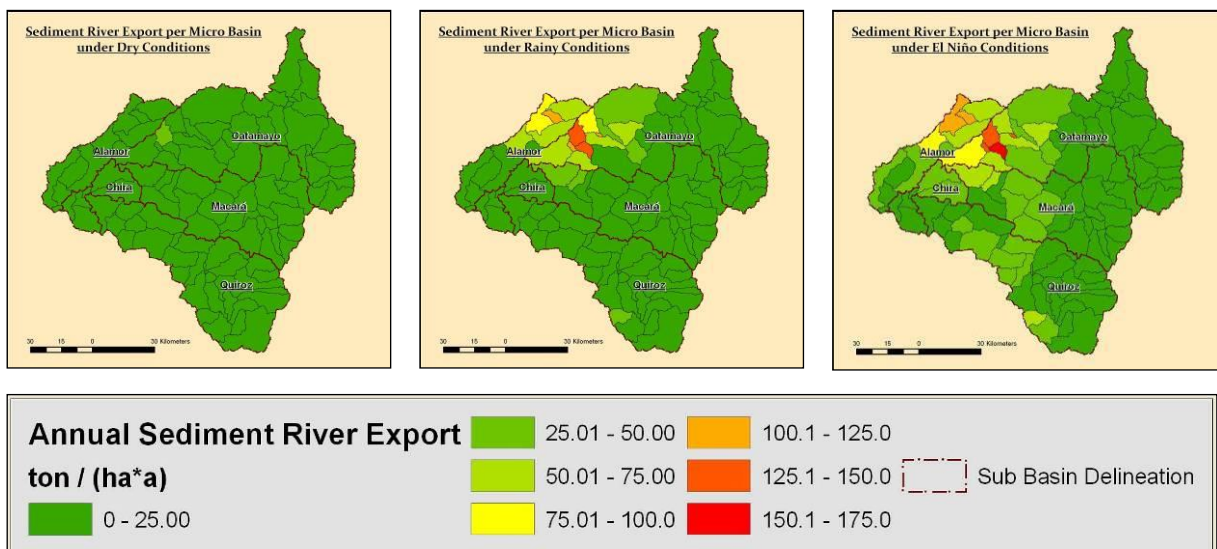 Sediment River Export per Micro Basin
under Dry Conditions
Catamayo
Alamor
Chira
Macará
Quiroz
30 15 0 30 Kilometers
Sediment River Export per Micro Basin
under Rainy Conditions
Catamayo
Alamor
Chira
Macará
Quiroz
30 15 0 30 Kilometers
Sediment River Export per Micro Basin
under El Niño Conditions
Catamayo
Alamor
Chira
Macará
Quiroz
30 15 0 30 Kilometers
Annual Sediment River Export
ton / (ha*a)
0 - 25.00
25.01 - 50.00
50.01 - 75.00
75.01 - 100.0
100.1 - 125.0
125.1 - 150.0
150.1 - 175.0
Sub Basin Delineation